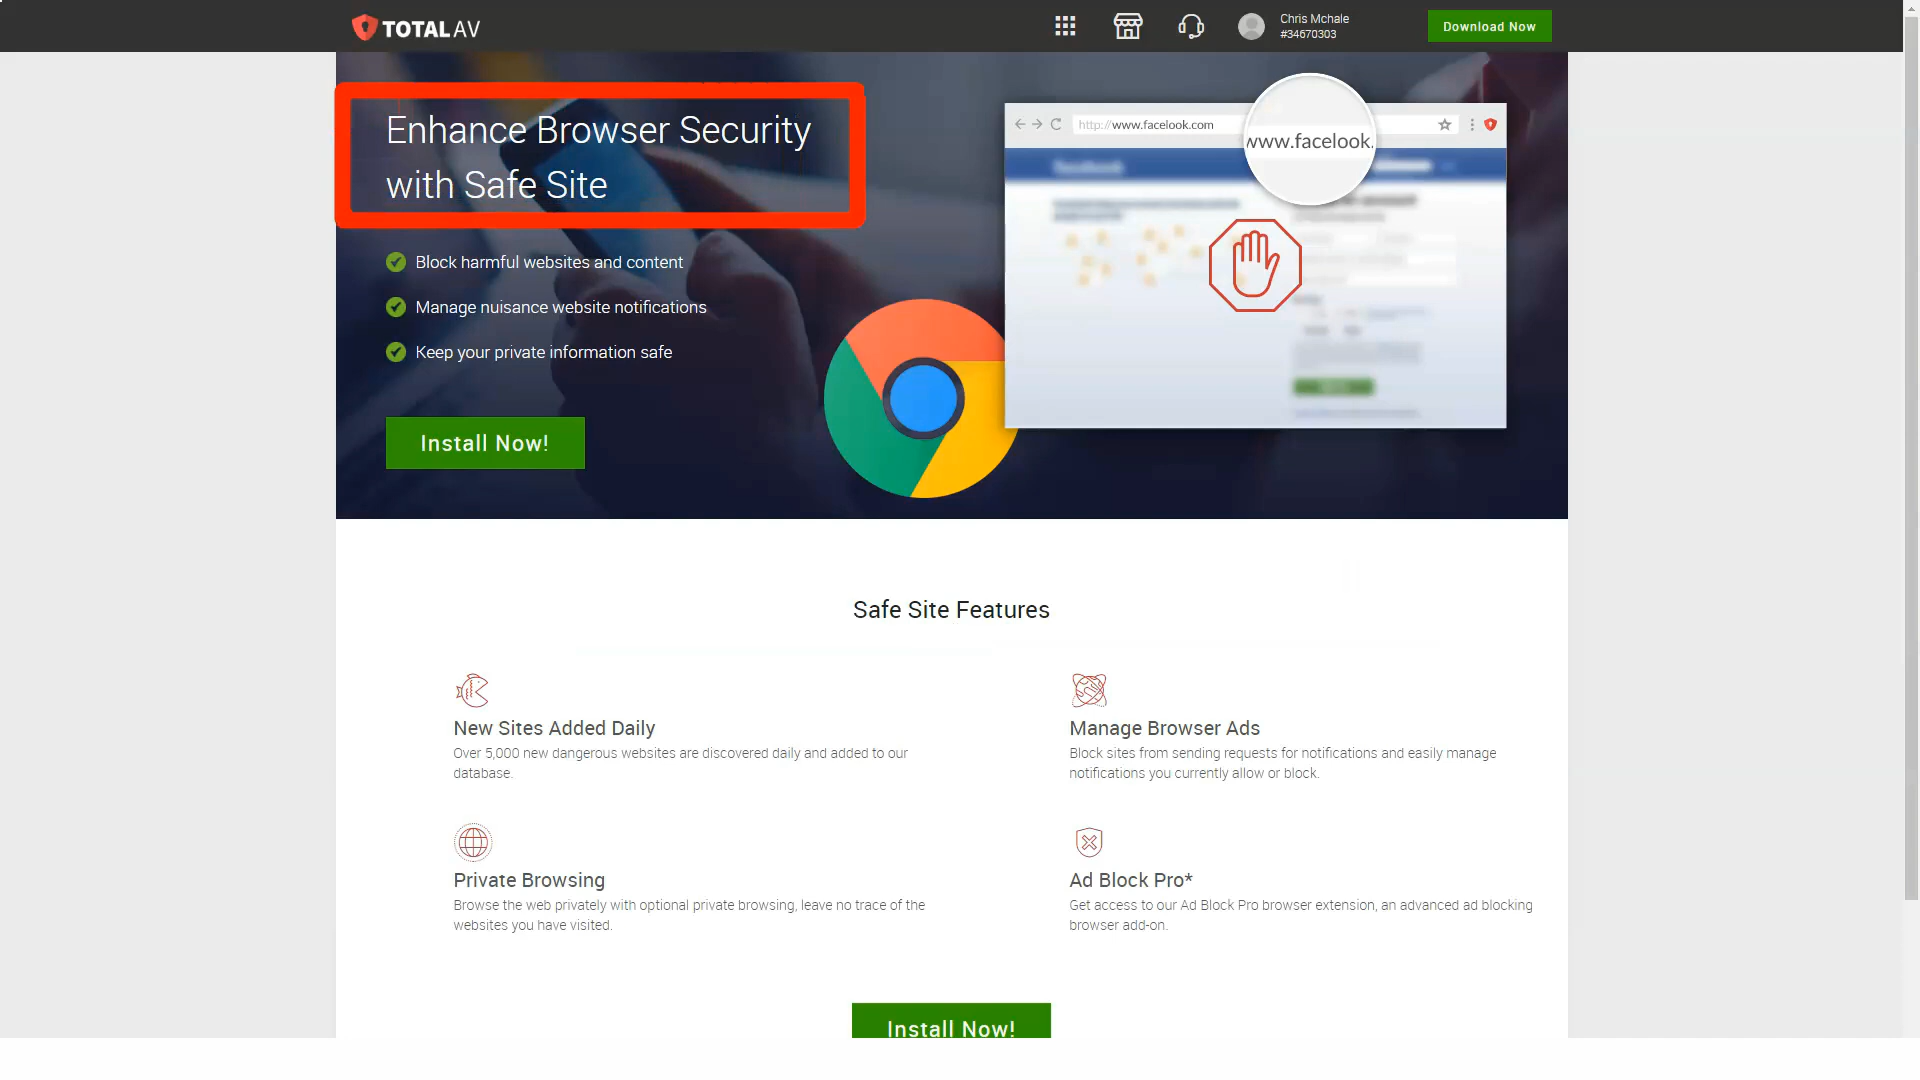 TOTALAV
Chris Mchale
#34670303
Download Now
Enhance Browser Security
with Safe Site
http://www.facelook.com
www.facelook.
Block harmful websites and content
Manage nuisance website notifications
Keep your private information safe
Install Now!
Safe Site Features
New Sites Added Daily
Over 5,000 new dangerous websites are discovered daily and added to our
database.
Manage Browser Ads
Block sites from sending requests for notifications and easily manage
notifications you currently allow or block.
Private Browsing
Browse the web privately with optional private browsing, leave no trace of the
websites you have visited.
Ad Block Pro*
Get access to our Ad Block Pro browser extension, an advanced ad blocking
browser add-on.
Install Now!